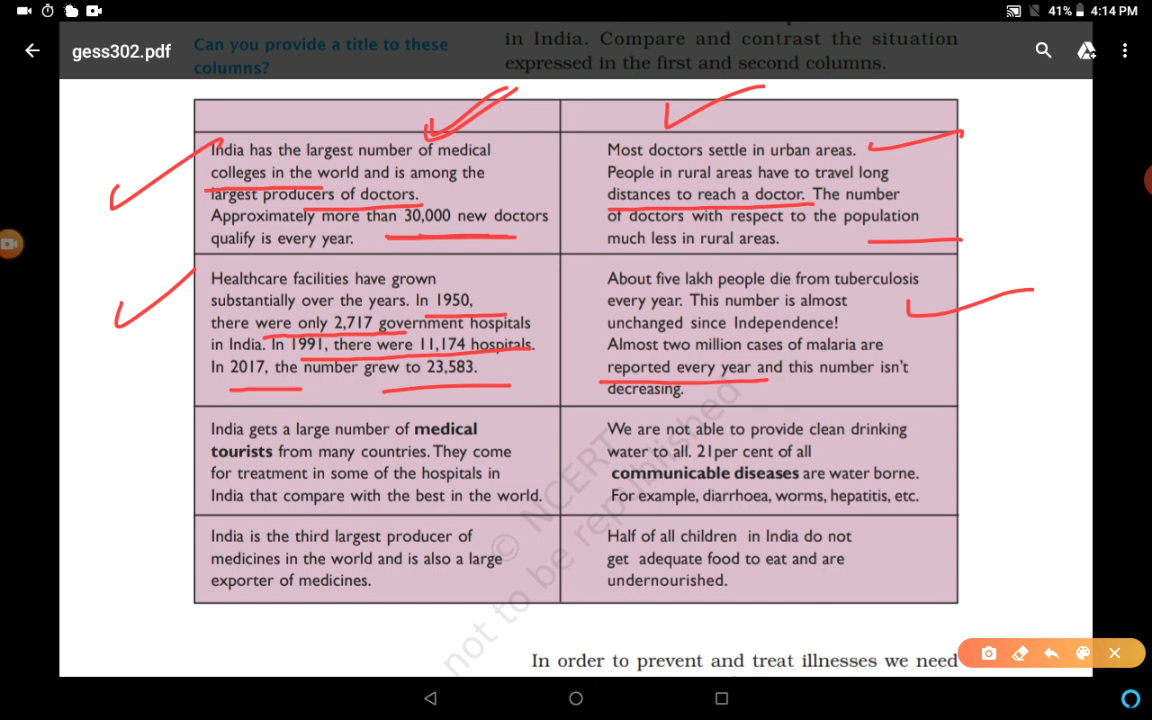 41% 4:14 PM
gess302.pdf
Can you provide a title to these
columns?
in India. Compare and contrast the situation
expressed in the first and second columns.
India has the largest number of medical
colleges in the world and is among the
largest producers of doctors.
Approximately more than 30,000 new doctors
qualify is every year.
Most doctors settle in urban areas.
People in rural areas have to travel long
distances to reach a doctor. The number
of doctors with respect to the population
much less in rural areas.
Healthcare facilities have grown
substantially over the years. In 1950,
there were only 2,717 government hospitals
in India. In 1991, there were 11,174 hospitals.
In 2017, the number grew to 23,583.
About five lakh people die from tuberculosis
every year. This number is almost
unchanged since Independence!
Almost two million cases of malaria are
reported every year and this number isn't
decreasing.
India gets a large number of medical
tourists from many countries. They come
for treatment in some of the hospitals in
India that compare with the best in the world.
We are not able to provide clean drinking
water to all. 21per cent of all
communicable diseases are water borne.
For example, diarrhoea, worms, hepatitis, etc.
India is the third largest producer of
medicines in the world and is also a large
exporter of medicines.
Half of all children in India do not
get adequate food to eat and are
undernourished.
© NCERT
not to be republished
In order to prevent and treat illnesses we need